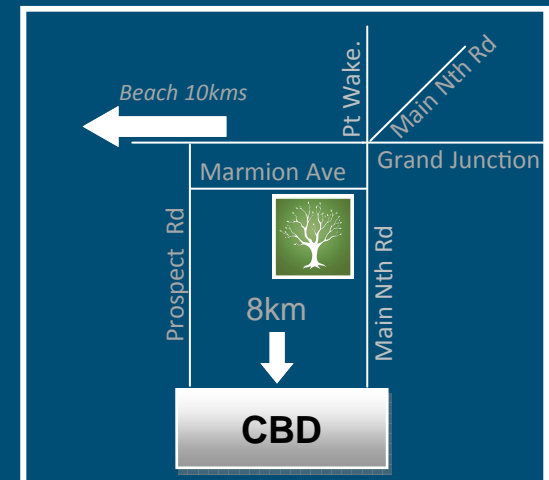 Beach 10kms
Pt Wake.
Main Nth Rd
Grand Junction
Marmion Ave
Prospect Rd
Main Nth Rd
8km
CBD